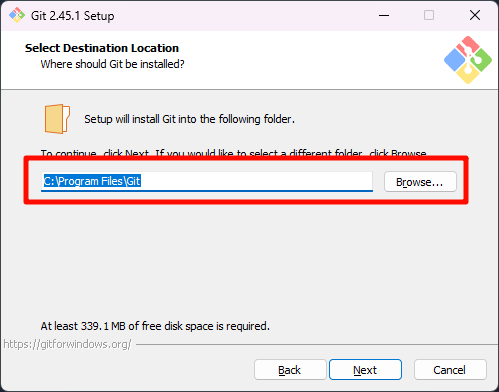 Git 2.45.1 Setup
Select Destination Location
Where should Git be installed?
Setup will install Git into the following folder.
To continue, click Next. If you would like to select a different folder, click Browse.
C:\Program Files\Git
Browse...
At least 339.1 MB of free disk space is required.
https://gitforwindows.org/
Back
Next
Cancel